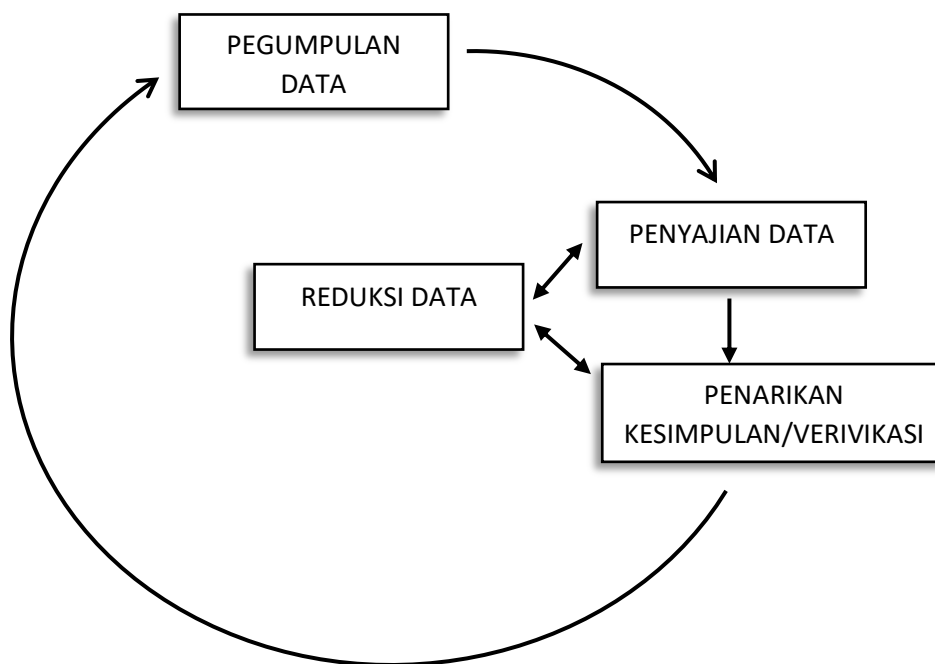 PEGUMPULAN
DATA
PENYAJIAN DATA
REDUKSI DATA
PENARIKAN
KESIMPULAN/VERIVIKASI